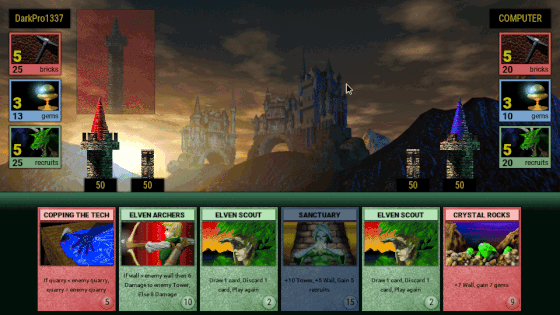 DarkPro1337
COMPUTER
5
25 bricks
5
20 bricks
3
13 gems
3
10 gems
5
25 recruits
5
20 recruits
50
50
50
50
COPPING THE TECH
If quarry < enemy quarry,
quarry = enemy quarry
5
ELVEN ARCHERS
If wall > enemy wall then 6
Damage to enemy Tower,
Else 6 Damage
10
ELVEN SCOUT
Draw 1 card, Discard 1
card, Play again
2
SANCTUARY
+10 Tower, +5 Wall, Gain 5
recruits
15
ELVEN SCOUT
Draw 1 card, Discard 1
card, Play again
2
CRYSTAL ROCKS
+7 Wall, gain 7 gems
9